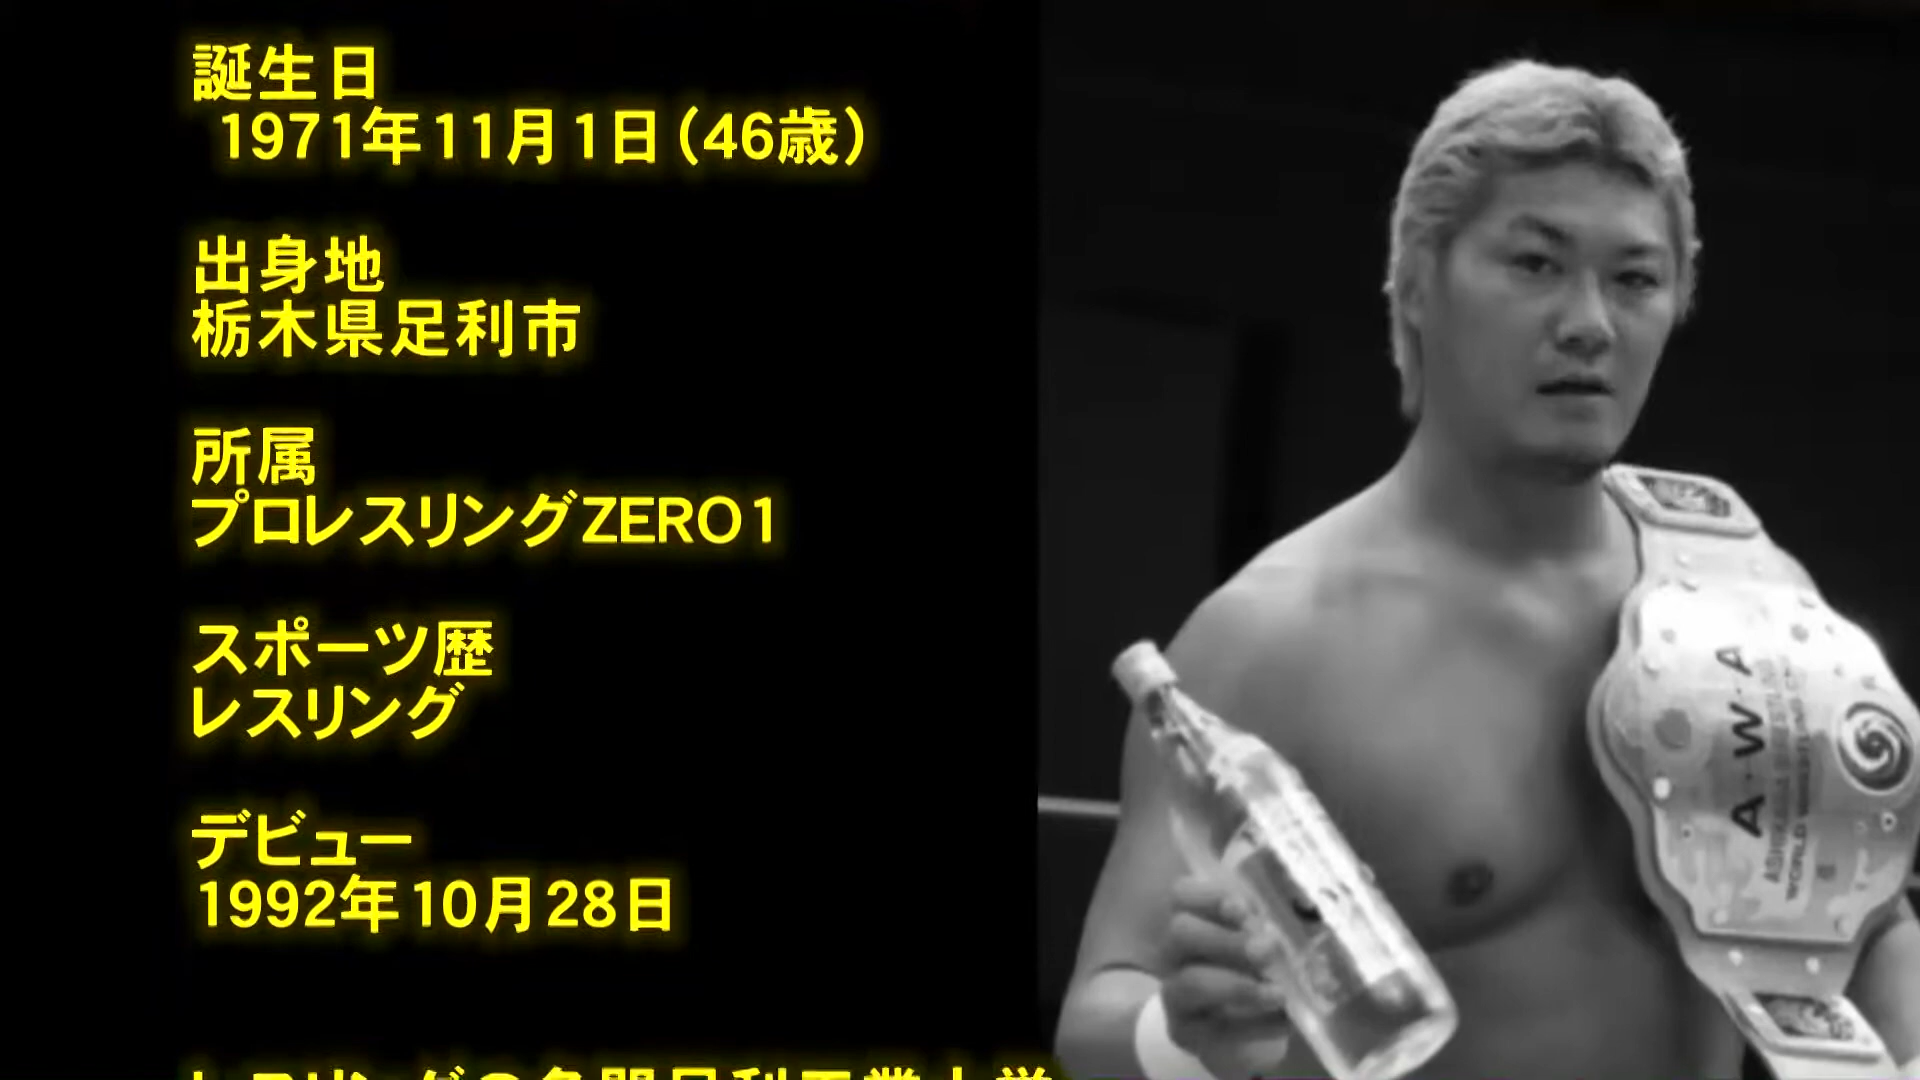 誕生日
1971年11月1日（46歳）
出身地
栃木県足利市
所属
プロレスリングZERO1
スポーツ歴
レスリング
デビュー
1992年10月28日
A・W・A